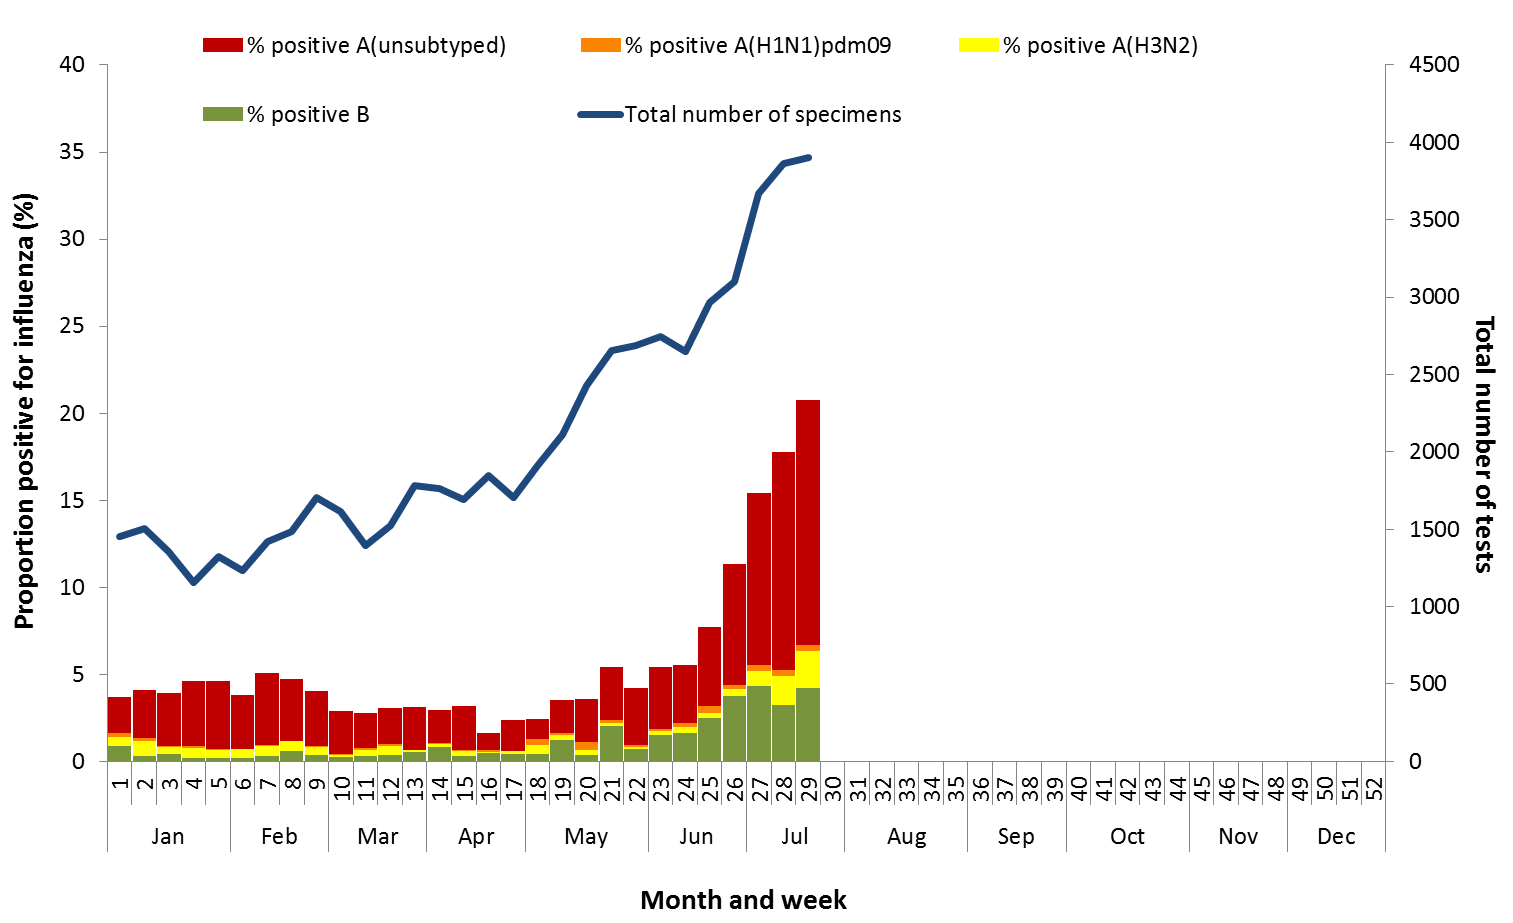 % positive A(unsubtyped) % positive A(H1N1)pdm09 % positive A(H3N2)
% positive B Total number of specimens
Proportion positive for influenza (%)
40
35
30
25
20
15
10
5
0
4500
4000
3500
3000
2500
2000
1500
1000
500
0
Total number of tests
1 2 3 4 5 6 7 8 9 10 11 12 13 14 15 16 17 18 19 20 21 22 23 24 25 26 27 28 29 30 31 32 33 34 35 36 37 38 39 40 41 42 43 44 45 46 47 48 49 50 51 52
Jan Feb Mar Apr May Jun Jul Aug Sep Oct Nov Dec
Month and week